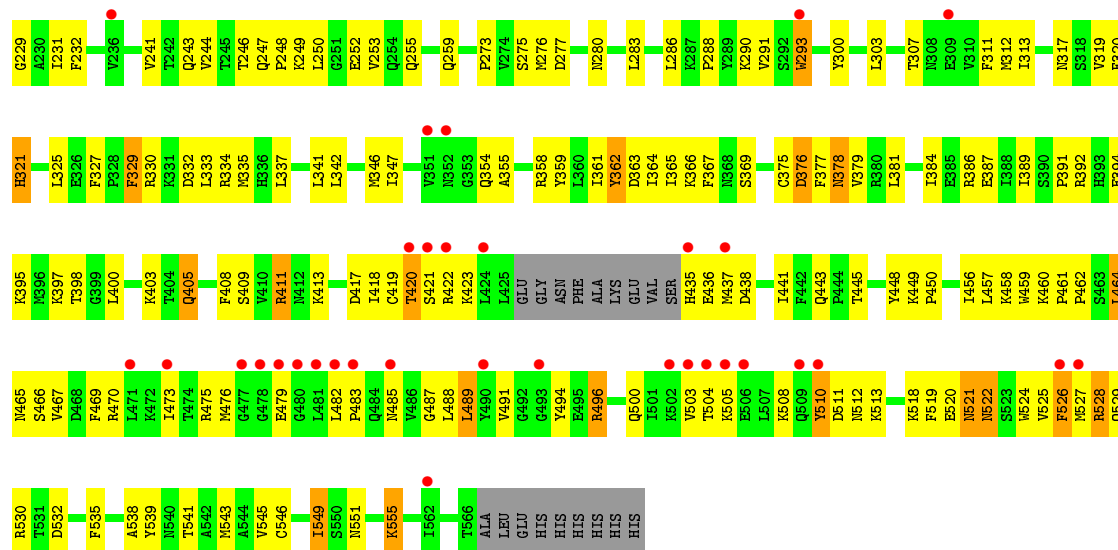 G229 A230 I231 F232 V236 V241 T242 Q243 V244 T245 T246 Q247 P248 K249 L250 G251 E252 V253 Q254 Q255 Q259 P273 V274 S275 M276 D277 N280 L283 L286 K287 P288 Y289 K290 V291 S292 W293 Y300 L303 T307 N308 E309 V310 F311 M312 I313 N317 S318 V319
H321 L325 E326 F327 P328 F329 R330 K331 D332 L333 R334 M335 H336 L337 L341 L342 M346 I347 V351 N352 G353 Q354 A355 R358 Y359 L360 I361 Y362 D363 I364 I365 K366 F367 N368 S369 C375 D376 F377 N378 V379 R380 L381 I384 E385 R386 E387 I388 I389 S390 P391 R392 H393
K395 M396 K397 T398 G399 L400 K403 T404 Q405 F408 S409 V410 R411 N412 K413 D417 I418 C419 T420 S421 R422 K423 L424 L425 GLU GLY ASN PHE ALA LYS GLU VAL SER H435 E436 M437 D438 I441 F442 Q443 P444 T445 Y448 K449 P450 I456 L457 K458 W459 K460 P461 P462 S463 L464
N465 S466 V467 D468 F469 R470 L471 K472 I473 T474 R475 M476 G477 G478 E479 G480 L481 L482 P483 Q484 N485 V486 G487 L488 L489 Y490 V491 G492 G493 Y494 E495 R496 Q500 I501 K502 V503 T504 K505 E506 L507 K508 Q509 Y510 D511 N512 K513 K518 F519 E520 N521 N522 S523 W524 V525 F526 M527 R528
R530 T531 D532 F535 A538 Y539 N540 T541 A542 M543 A544 V545 C546 I549 S550 N551 K555 I562 T566 ALA LEU GLU HIS HIS HIS HIS HIS HIS